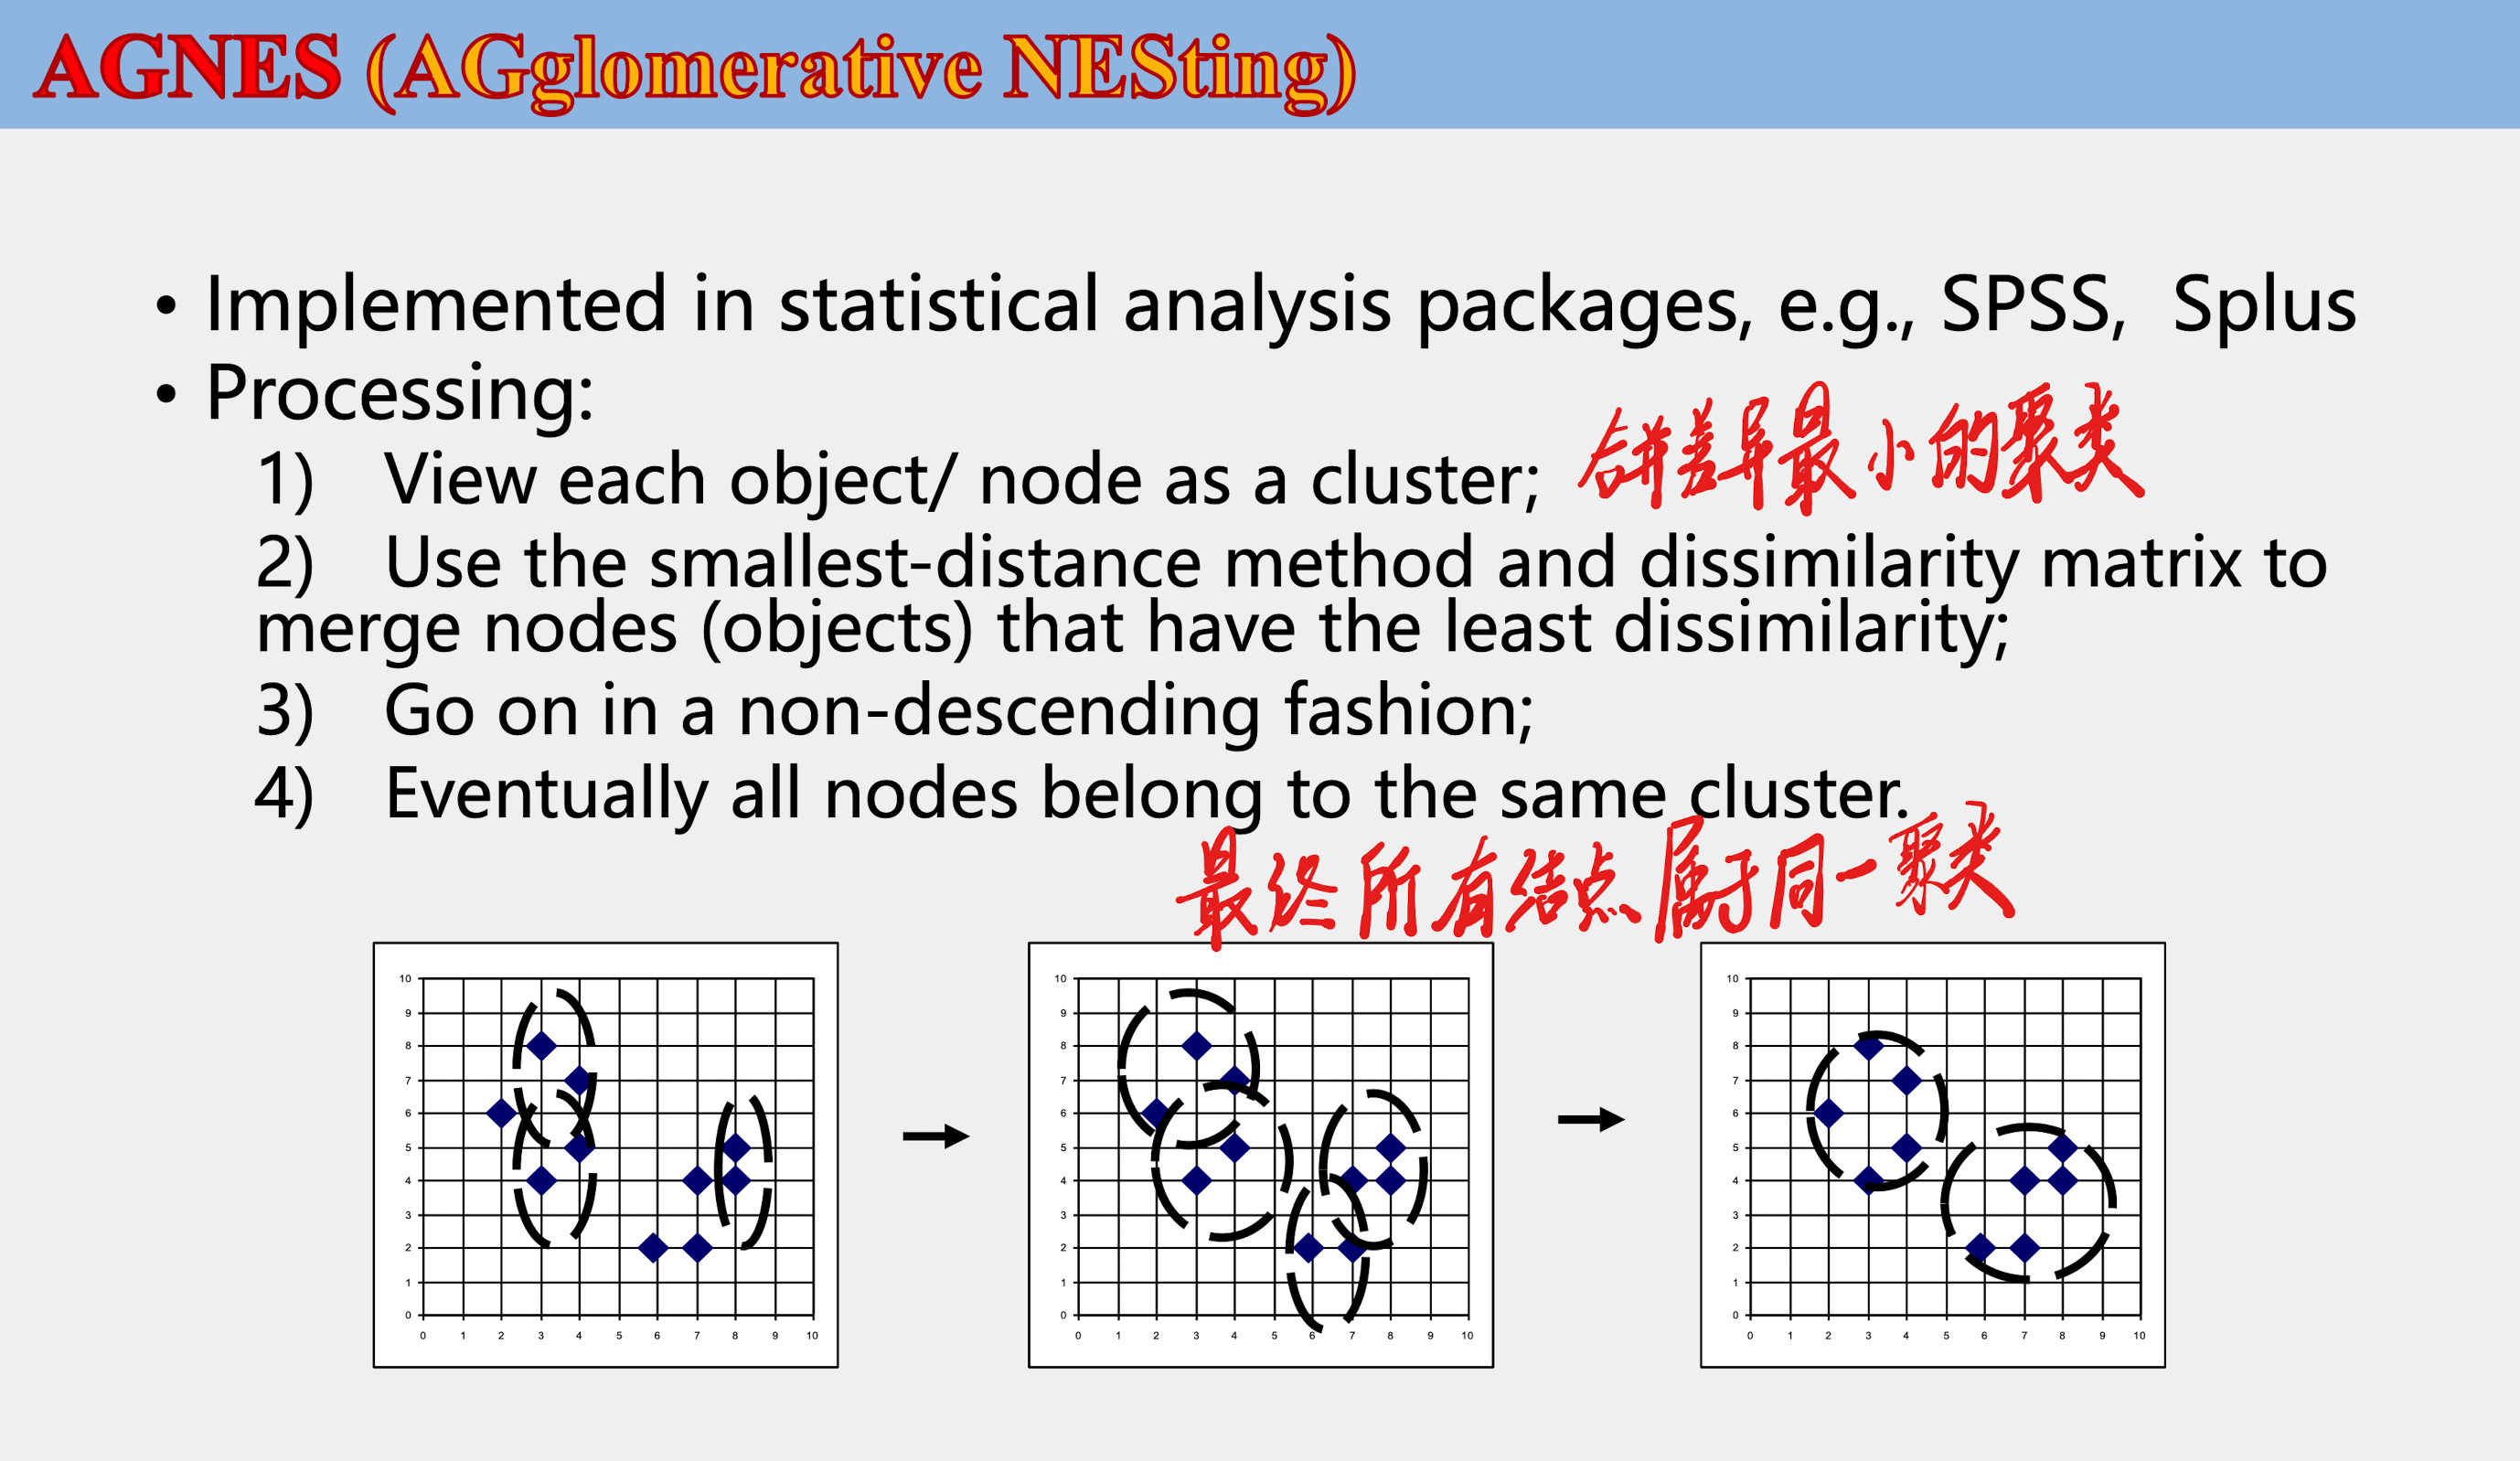 AGNES (AGglomerative NESting)
• Implemented in statistical analysis packages, e.g., SPSS, Splus
• Processing:
1) View each object/ node as a cluster;
合并差异最小的聚类
2) Use the smallest-distance method and dissimilarity matrix to
merge nodes (objects) that have the least dissimilarity;
3) Go on in a non-descending fashion;
4) Eventually all nodes belong to the same cluster.
最终所有结点属于同一聚类
10
9
8
7
6
5
4
3
2
1
0
0 1 2 3 4 5 6 7 8 9 10
10
9
8
7
6
5
4
3
2
1
0
0 1 2 3 4 5 6 7 8 9 10
10
9
8
7
6
5
4
3
2
1
0
0 1 2 3 4 5 6 7 8 9 10